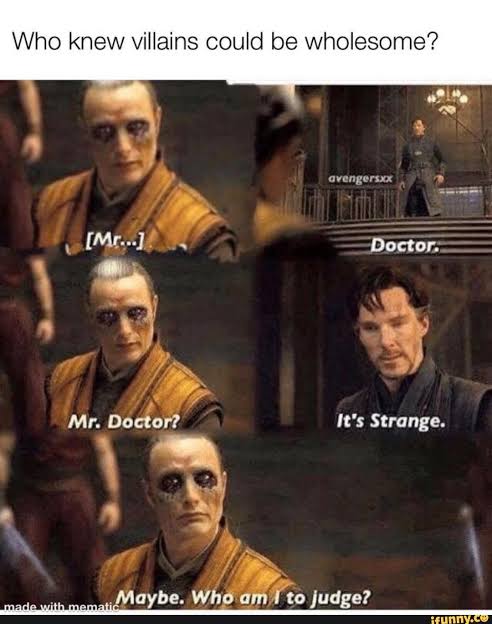 Who knew villains could be wholesome?
avengersxx
[Mr...]
Doctor.
Mr. Doctor?
It's Strange.
Maybe. Who am I to judge?
made with mematic
ifunny.co